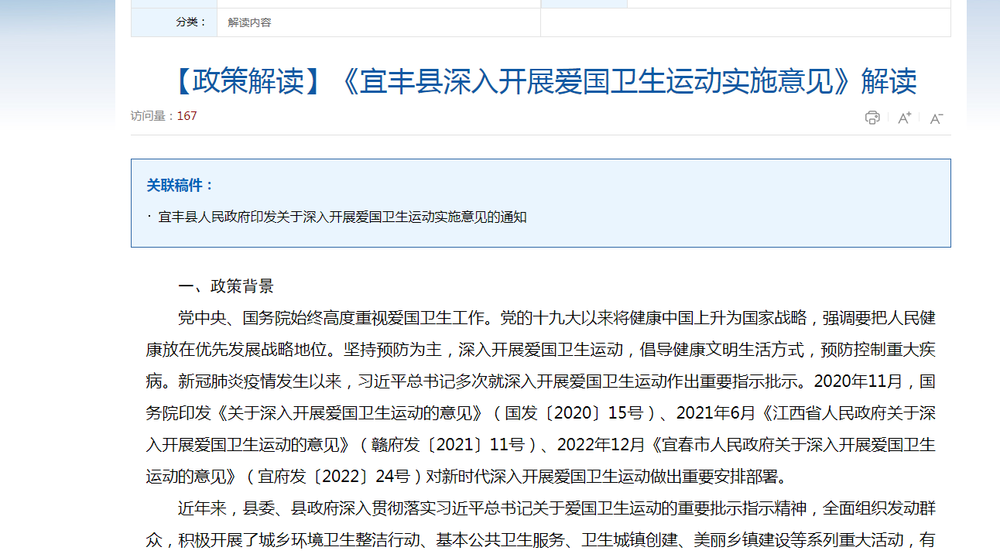 分类： 解读内容
【政策解读】《宜丰县深入开展爱国卫生运动实施意见》解读
访问量：167
A+ A-
关联稿件：
· 宜丰县人民政府印发关于深入开展爱国卫生运动实施意见的通知
一、政策背景
党中央、国务院始终高度重视爱国卫生工作。党的十九大以来将健康中国上升为国家战略，强调要把人民健
康放在优先发展战略地位。坚持预防为主，深入开展爱国卫生运动，倡导健康文明生活方式，预防控制重大疾
病。新冠肺炎疫情发生以来，习近平总书记多次就深入开展爱国卫生运动作出重要指示批示。2020年11月，国
务院印发《关于深入开展爱国卫生运动的意见》（国发〔2020〕15号）、2021年6月《江西省人民政府关于深
入开展爱国卫生运动的意见》（赣府发〔2021〕11号）、2022年12月《宜春市人民政府关于深入开展爱国卫生
运动的意见》（宜府发〔2022〕24号）对新时代深入开展爱国卫生运动做出重要安排部署。
近年来，县委、县政府深入贯彻落实习近平总书记关于爱国卫生运动的重要批示指示精神，全面组织发动群
众，积极开展了城乡环境卫生整洁行动、基本公共卫生服务、卫生城镇创建、美丽乡镇建设等系列重大活动，有